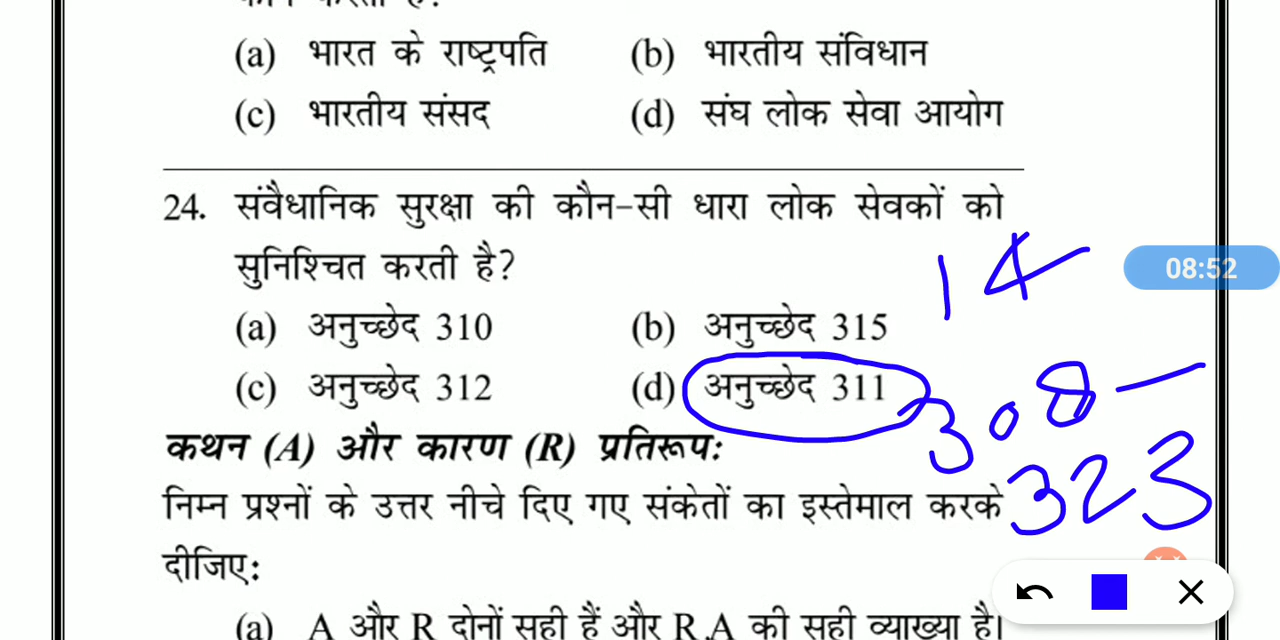 (a) भारत के राष्ट्रपति (b) भारतीय संविधान
(c) भारतीय संसद (d) संघ लोक सेवा आयोग
24. संवैधानिक सुरक्षा की कौन-सी धारा लोक सेवकों को
सुनिश्चित करती है?
14
08:52
(a) अनुच्छेद 310 (b) अनुच्छेद 315
(c) अनुच्छेद 312 (d) अनुच्छेद 311
308-
323
कथन (A) और कारण (R) प्रतिरूप:
निम्न प्रश्नों के उत्तर नीचे दिए गए संकेतों का इस्तेमाल करके
दीजिए:
(a) A और R दोनों सही हैं और R,A की सही व्याख्या है।